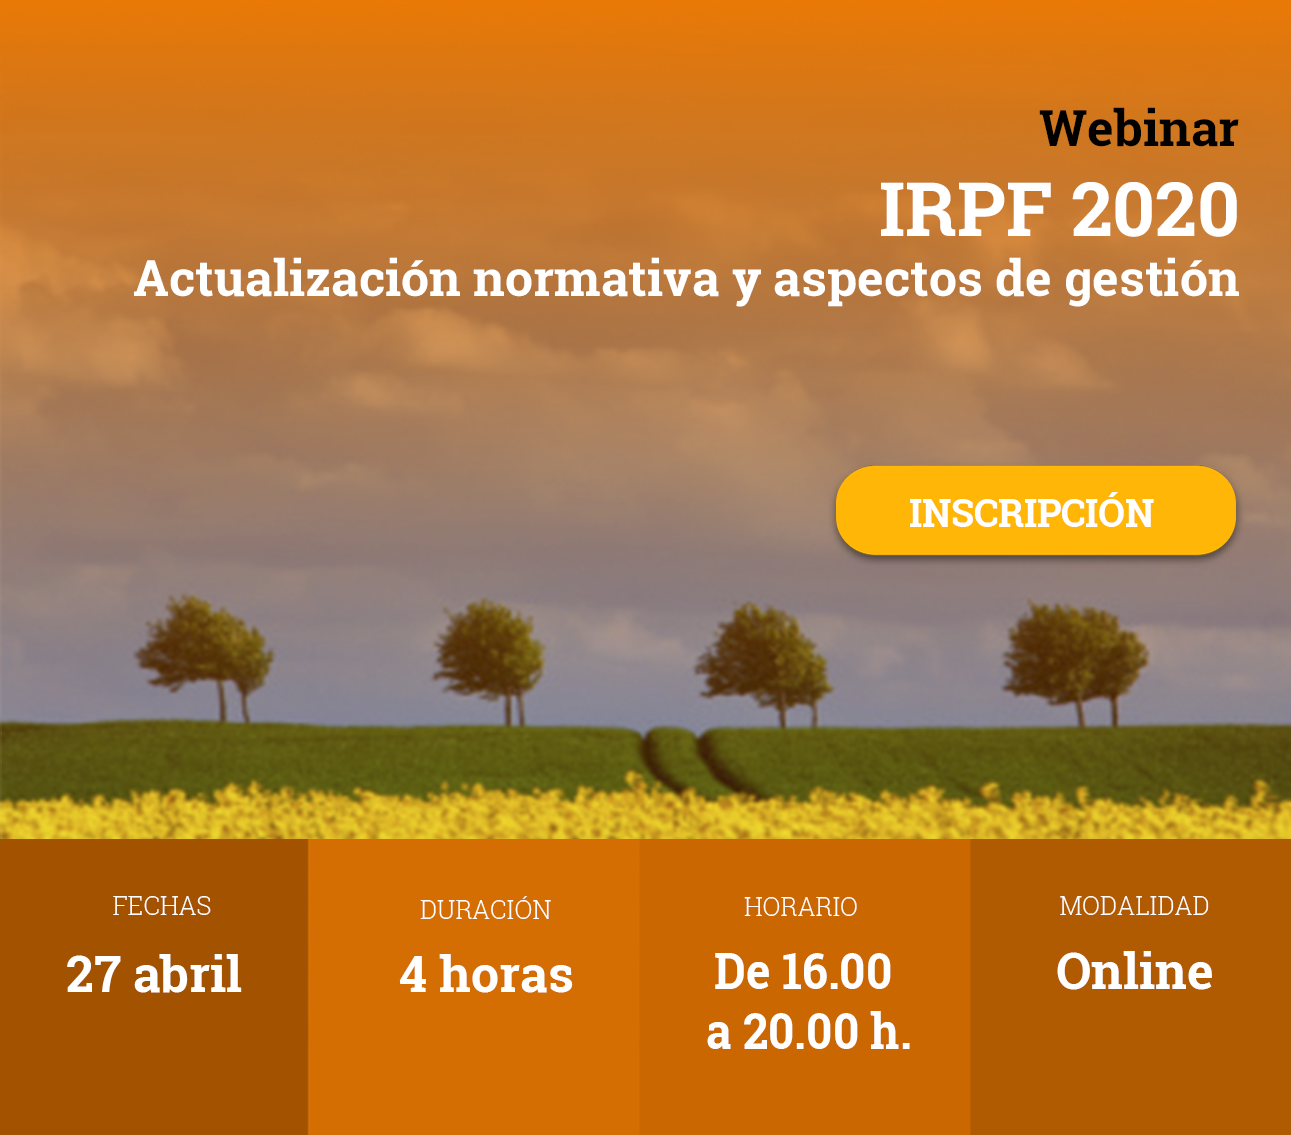 Webinar
IRPF 2020
Actualización normativa y aspectos de gestión
INSCRIPCIÓN
FECHAS
27 abril
DURACIÓN
4 horas
HORARIO
De 16.00
a 20.00 h.
MODALIDAD
Online